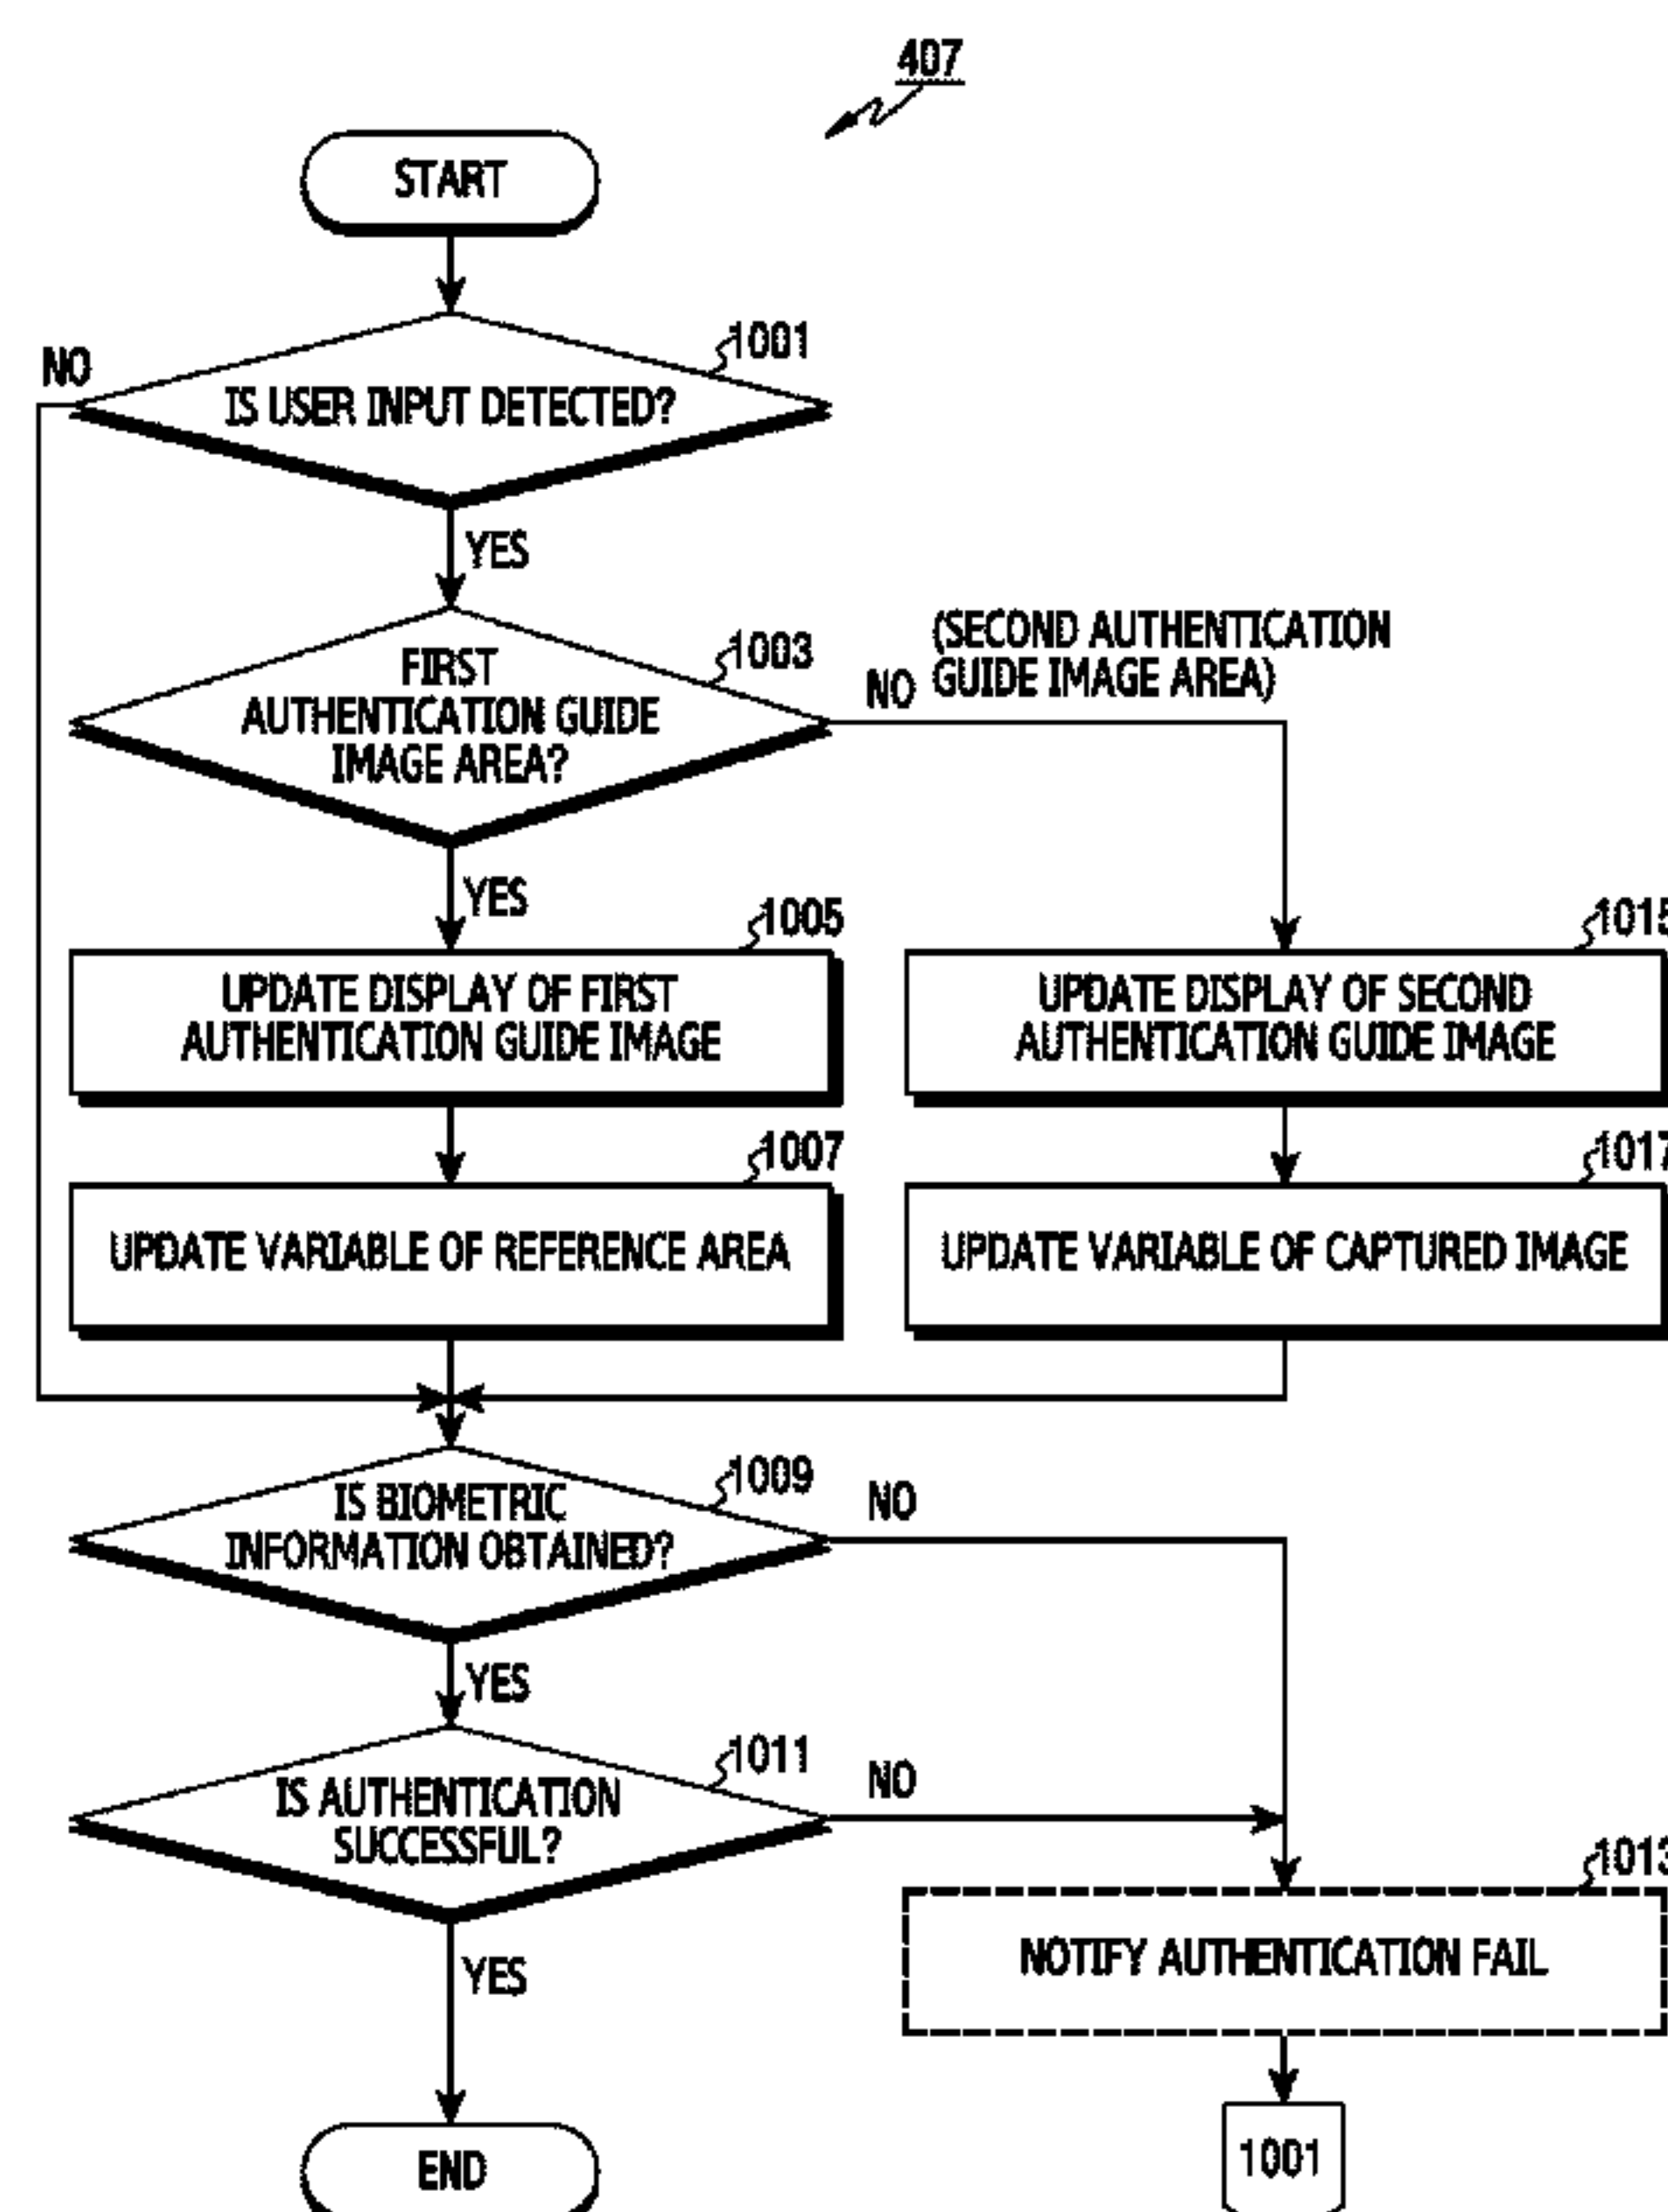 407
START
1001
NO
IS USER INPUT DETECTED?
YES
1003
FIRST
AUTHENTICATION GUIDE
IMAGE AREA?
(SECOND AUTHENTICATION
NO GUIDE IMAGE AREA)
YES
1005
UPDATE DISPLAY OF FIRST
AUTHENTICATION GUIDE IMAGE
1015
UPDATE DISPLAY OF SECOND
AUTHENTICATION GUIDE IMAGE
1007
UPDATE VARIABLE OF REFERENCE AREA
1017
UPDATE VARIABLE OF CAPTURED IMAGE
1009
IS BIOMETRIC
INFORMATION OBTAINED?
NO
YES
1011
IS AUTHENTICATION
SUCCESSFUL?
NO
1013
NOTIFY AUTHENTICATION FAIL
YES
END
1001